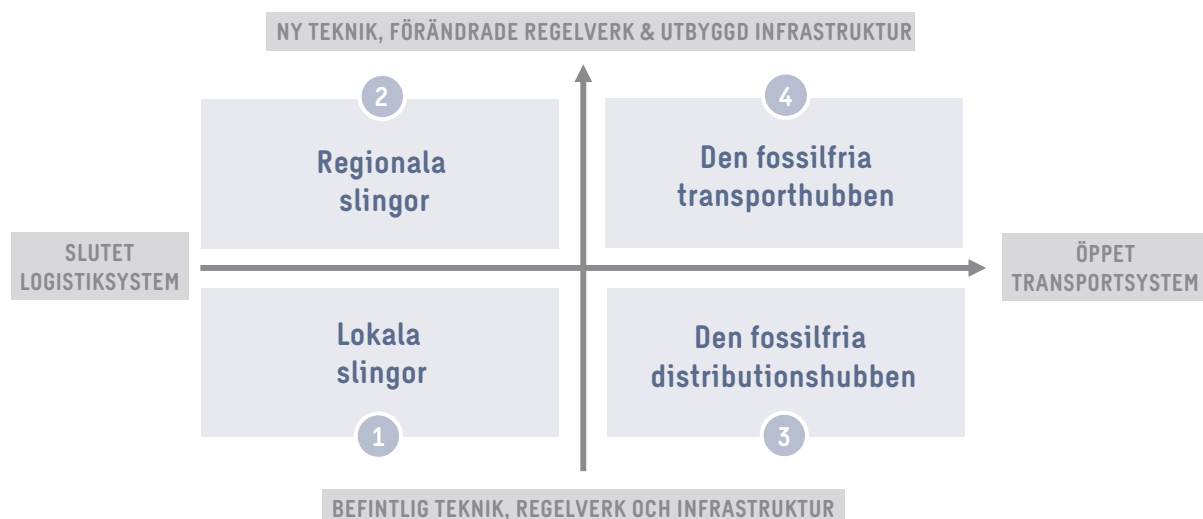 NY TEKNIK, FÖRÄNDRADE REGELVERK & UTBYGGD INFRASTRUKTUR
2
Regionala
slingor
4
Den fossilfria
transporthubben
SLUTET
LOGISTIKSYSTEM
ÖPPET
TRANSPORTSYSTEM
Lokala
slingor
1
Den fossilfria
distributionshubben
3
BEFINTLIG TEKNIK, REGELVERK OCH INFRASTRUKTUR